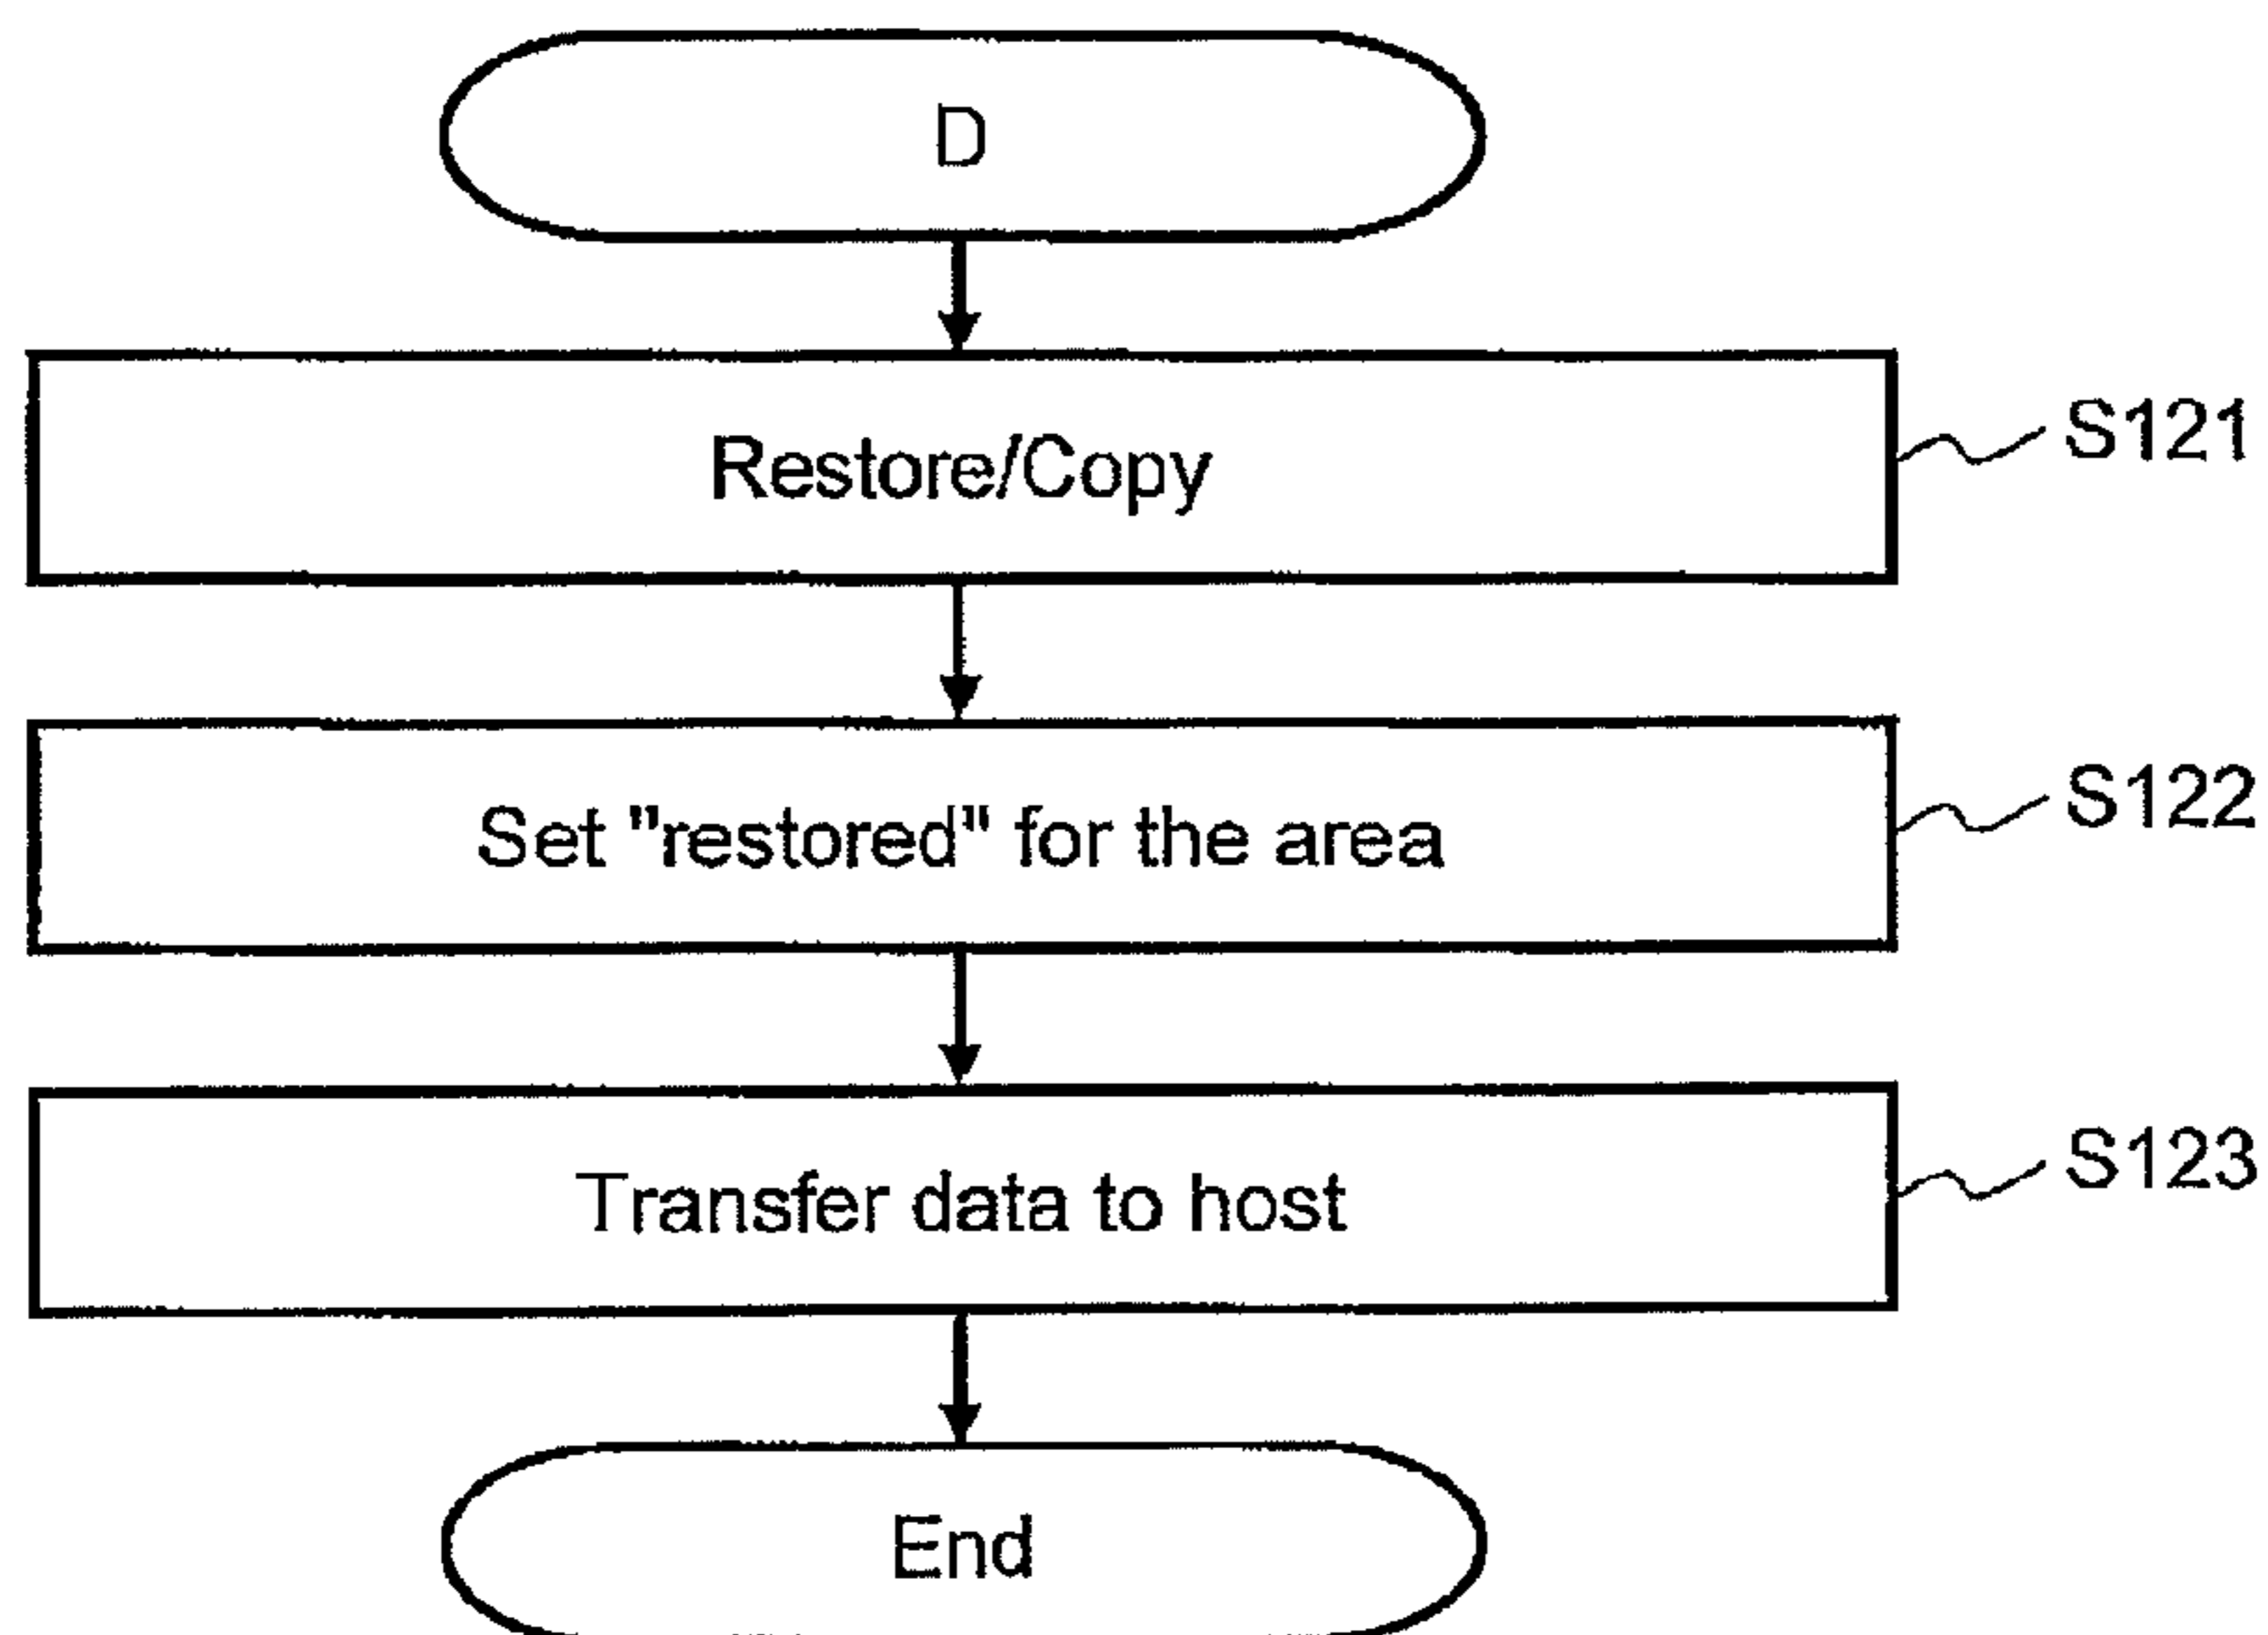 D
Restore/Copy
S121
Set "restored" for the area
S122
Transfer data to host
S123
End